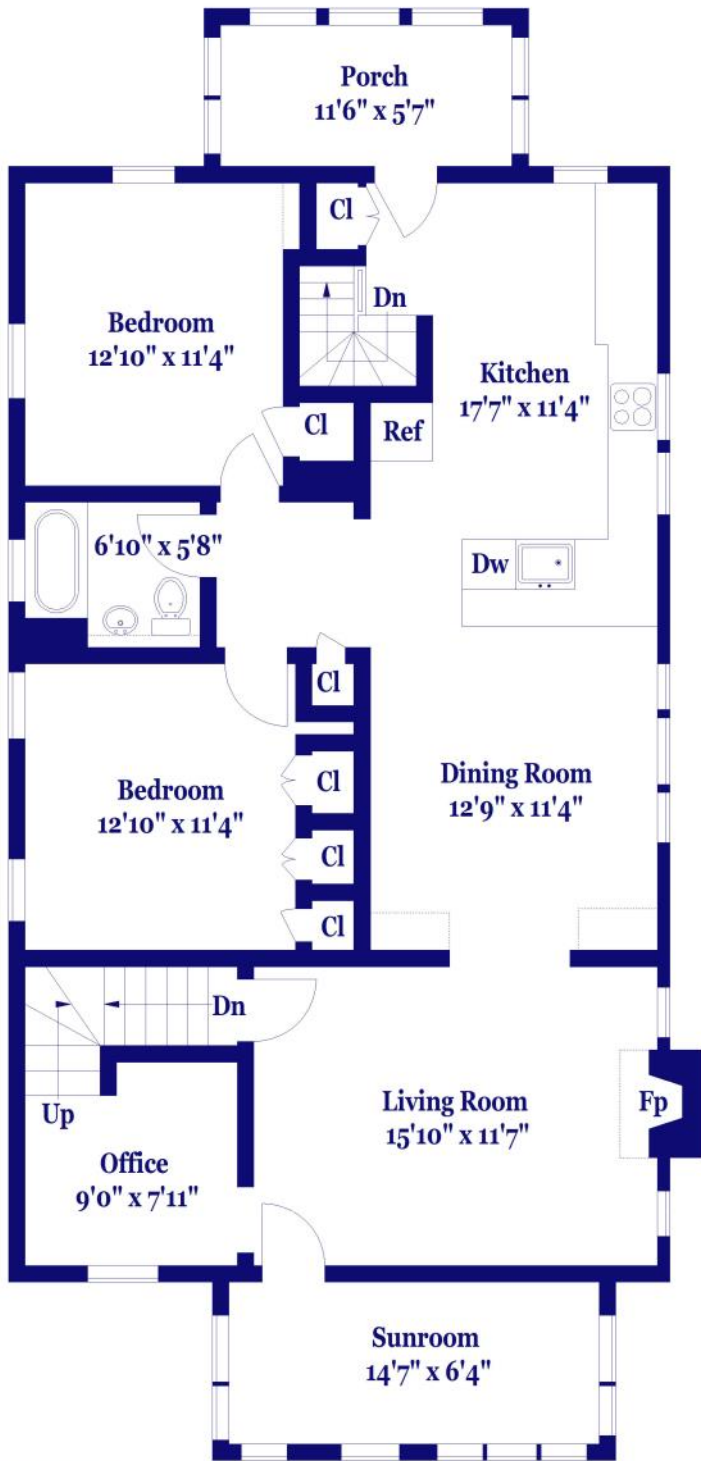 Porch
11'6" x 5'7"
Cl
Dn
Bedroom
12'10" x 11'4"
Kitchen
17'7" x 11'4"
Cl
Ref
6'10" x 5'8"
Dw
Cl
Bedroom
12'10" x 11'4"
Cl
Dining Room
12'9" x 11'4"
Cl
Cl
Dn
Up
Living Room
15'10" x 11'7"
Fp
Office
9'0" x 7'11"
Sunroom
14'7" x 6'4"